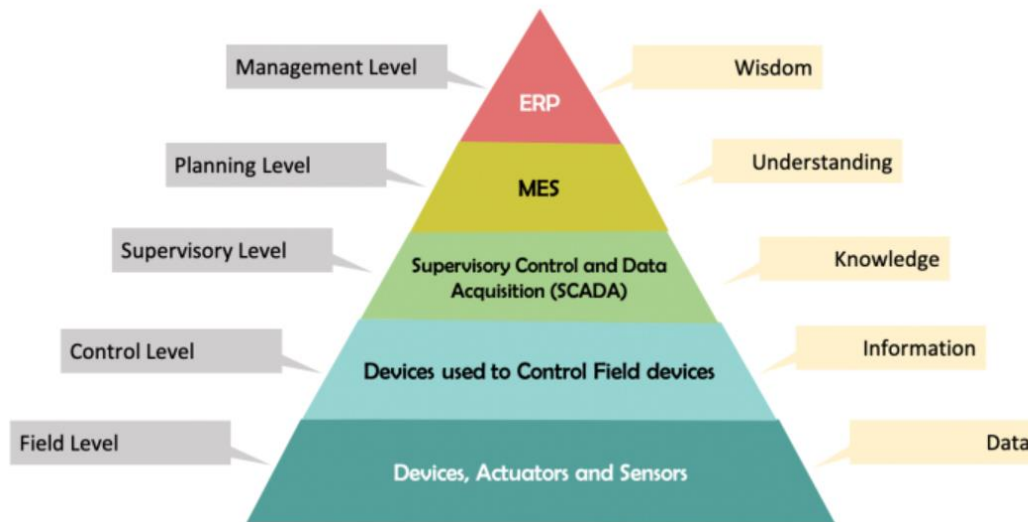 Management Level
ERP
Wisdom
Planning Level
MES
Understanding
Supervisory Level
Supervisory Control and Data
Acquisition (SCADA)
Knowledge
Control Level
Devices used to Control Field devices
Information
Field Level
Devices, Actuators and Sensors
Data